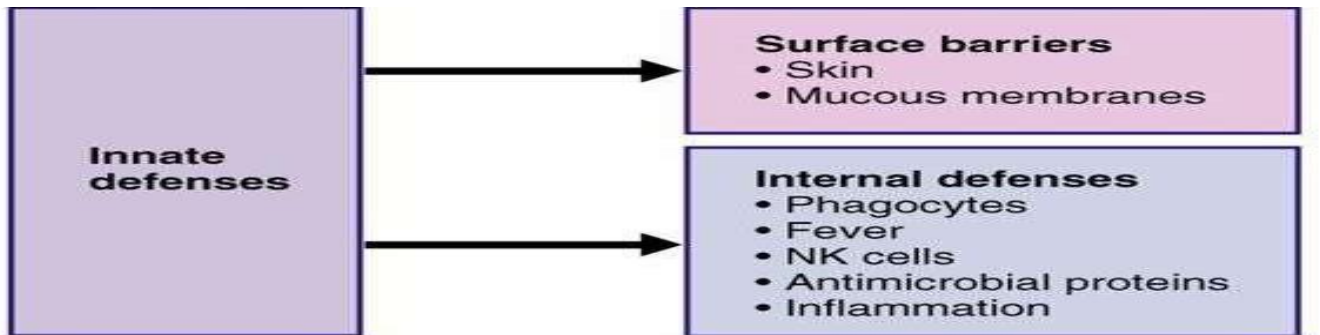 Innate
defenses
Surface barriers
• Skin
• Mucous membranes
Internal defenses
• Phagocytes
• Fever
• NK cells
• Antimicrobial proteins
• Inflammation